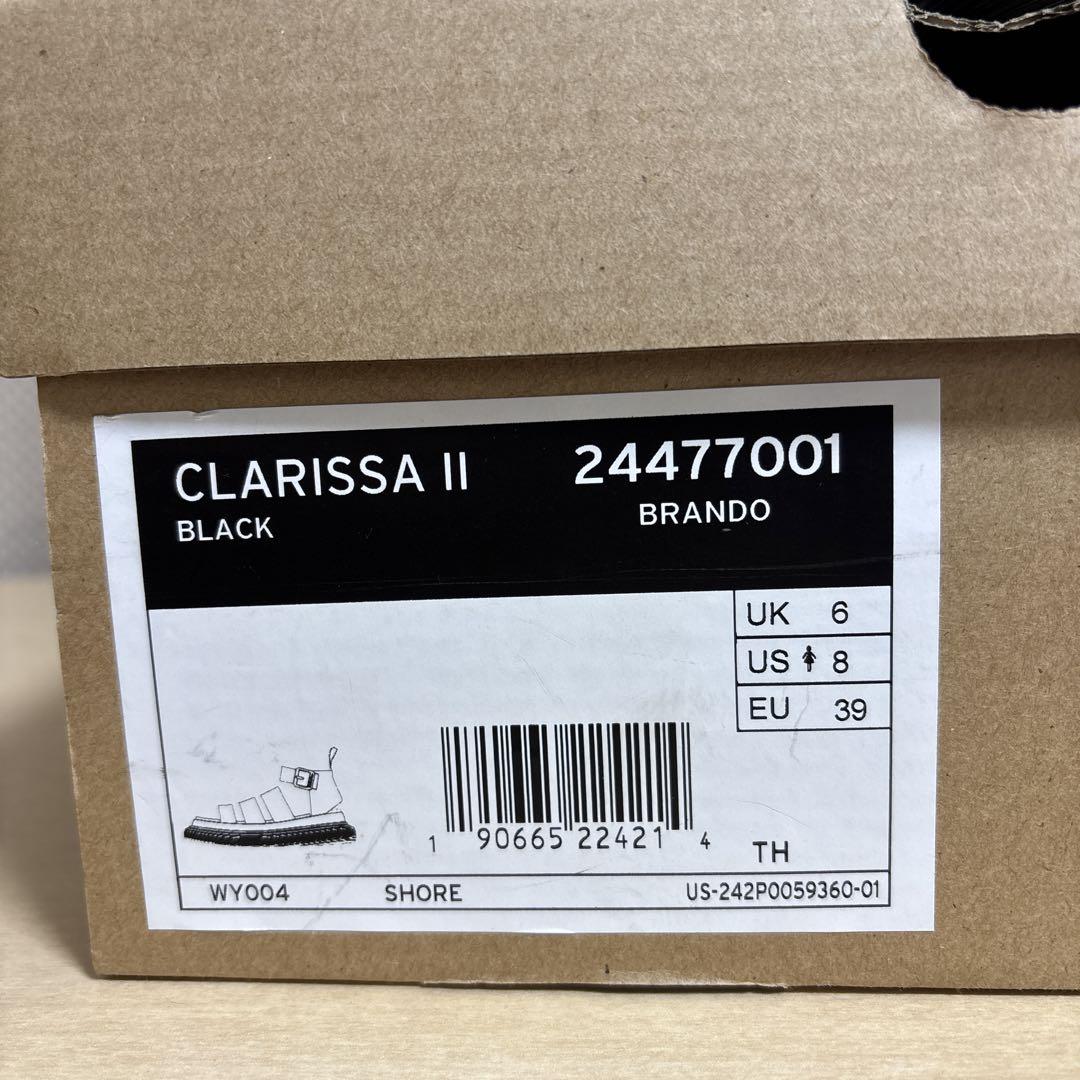 CLARISSA II 24477001
BLACK BRANDO
UK 6
US 8
EU 39
1 90665 22421 4 TH
WY004 SHORE US-242P0059360-01